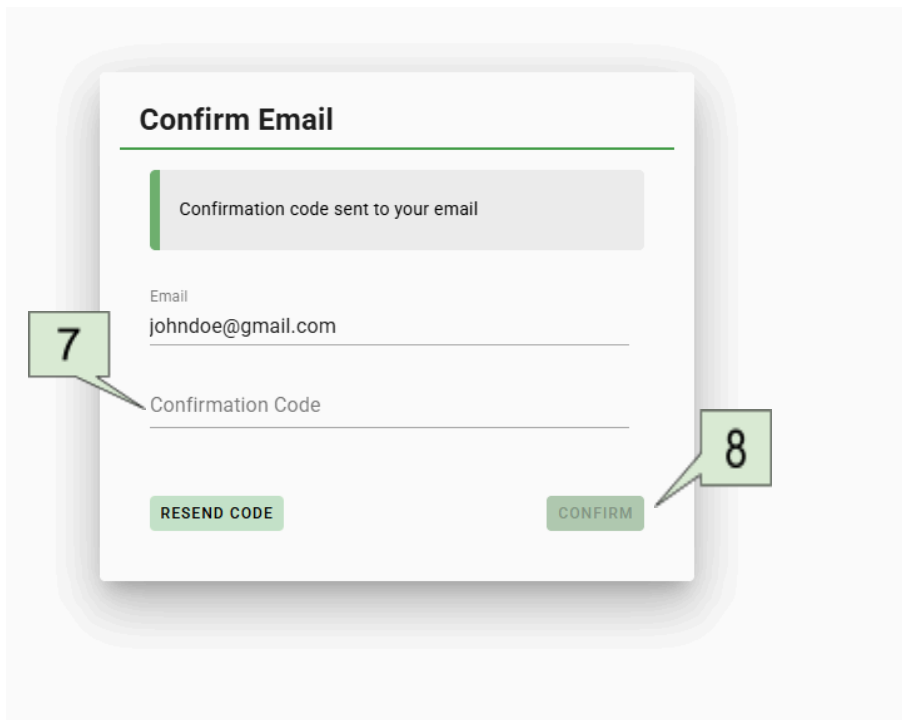 Confirm Email
Confirmation code sent to your email
Email
johndoe@gmail.com
7
Confirmation Code
8
RESEND CODE
CONFIRM